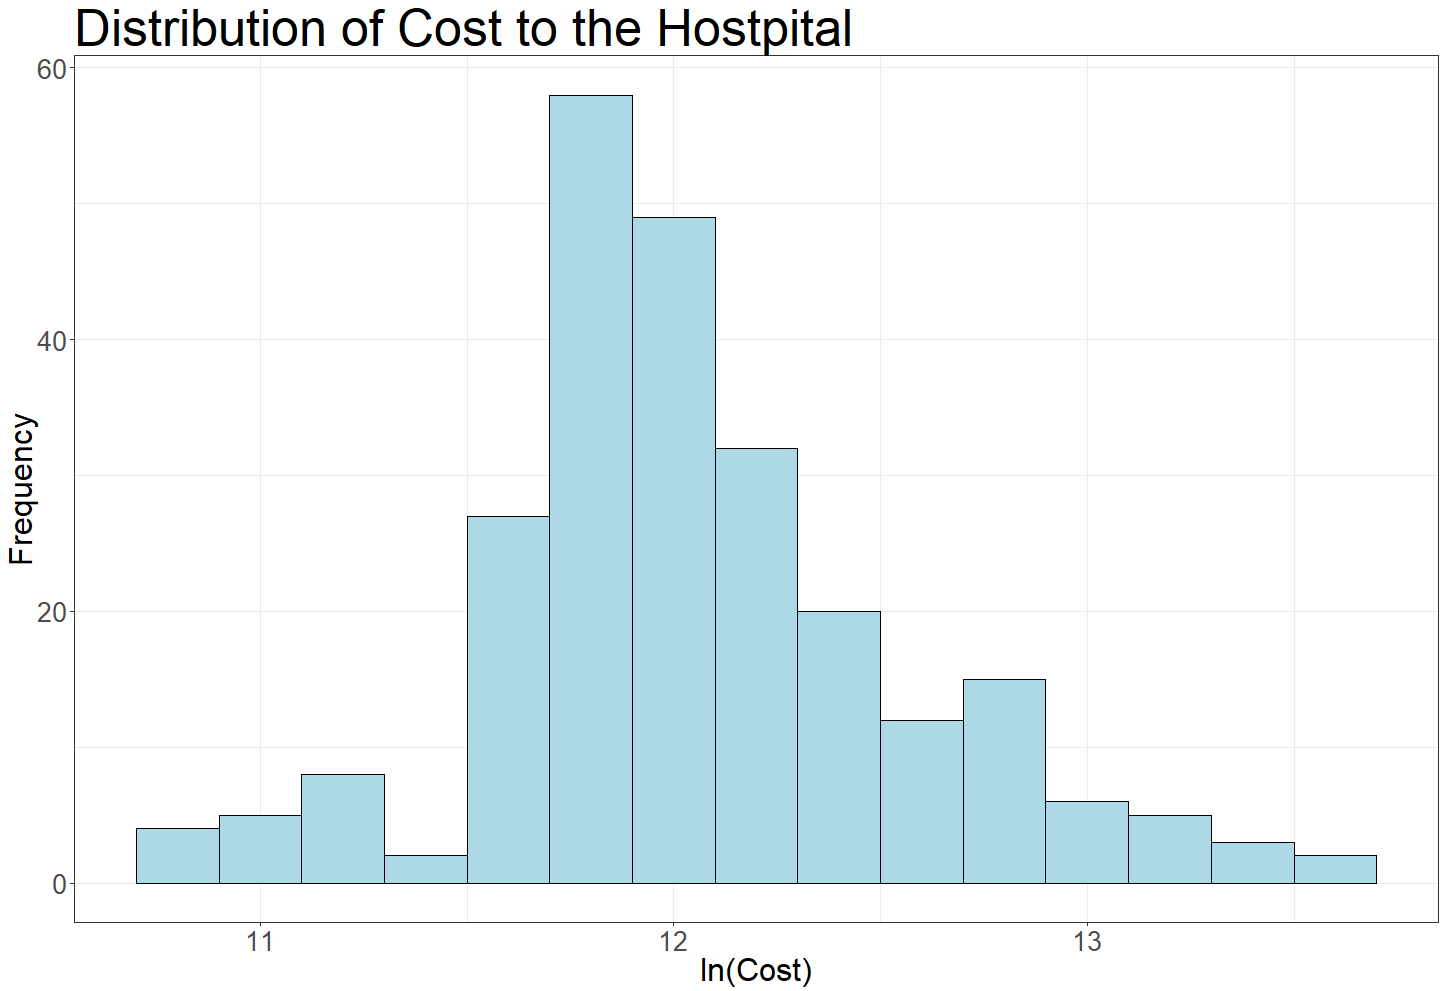 Distribution of Cost to the Hostpital
60
40
20
0
Frequency
11 12 13
ln(Cost)